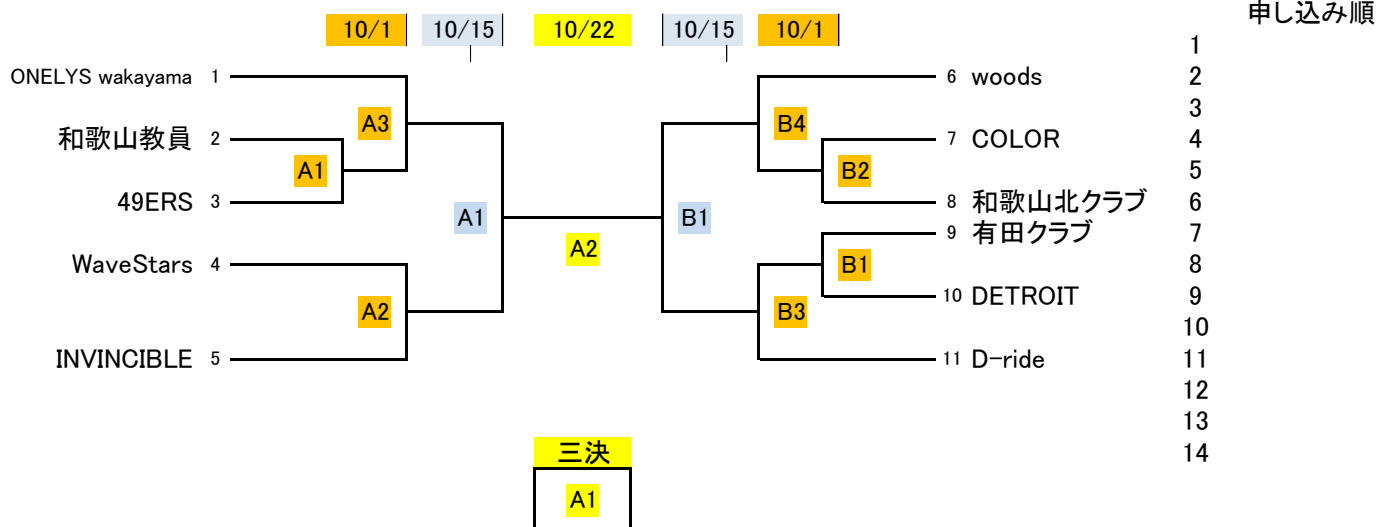 申し込み順
10/1 10/15 10/22 10/15 10/1
1
ONELYS wakayama 1 6 woods 2
3
A3 B4
和歌山教員 2 7 COLOR 4
A1 B2 5
49ERS 3 8 和歌山北クラブ 6
A1 B1
9 有田クラブ 7
A2
WaveStars 4 B1 8
10 DETROIT 9
A2 B3
10
INVINCIBLE 5 11 D-ride 11
12
13
三決 14
A1